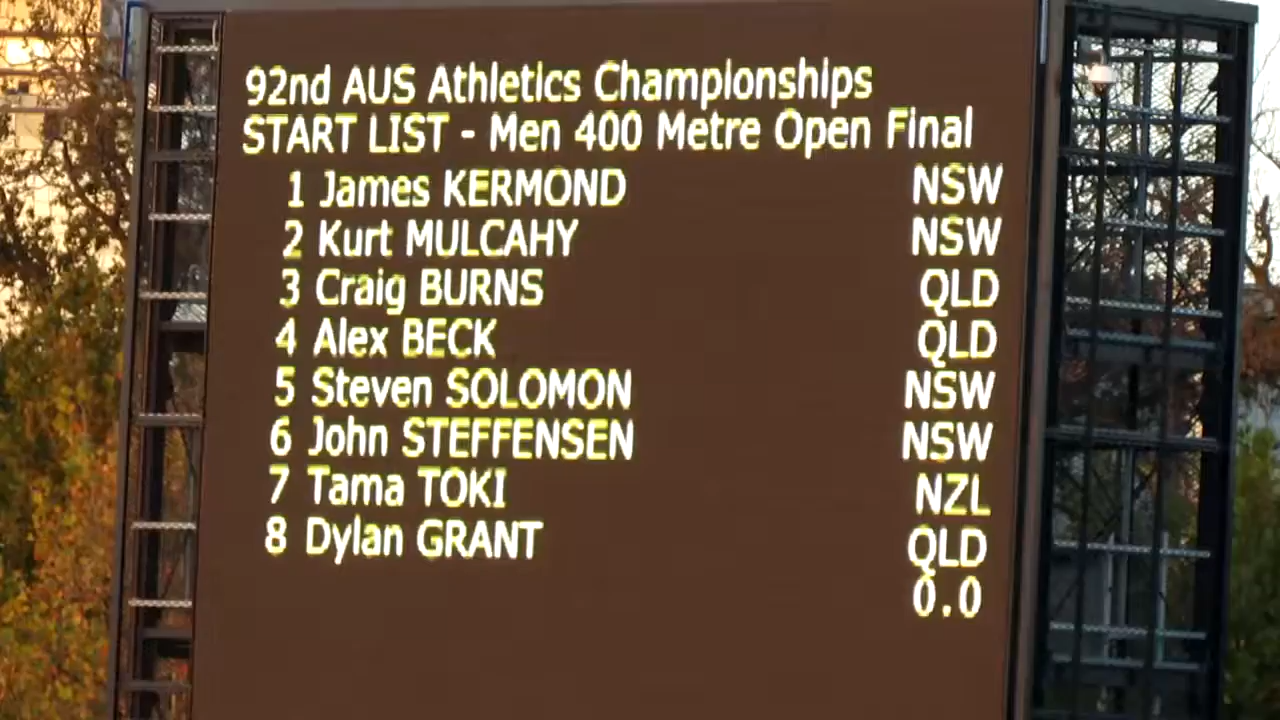 92nd AUS Athletics Championships
START LIST - Men 400 Metre Open Final
1 James KERMOND NSW
2 Kurt MULCAHY NSW
3 Craig BURNS QLD
4 Alex BECK QLD
5 Steven SOLOMON NSW
6 John STEFFENSEN NSW
7 Tama TOKI NZL
8 Dylan GRANT QLD
0.0